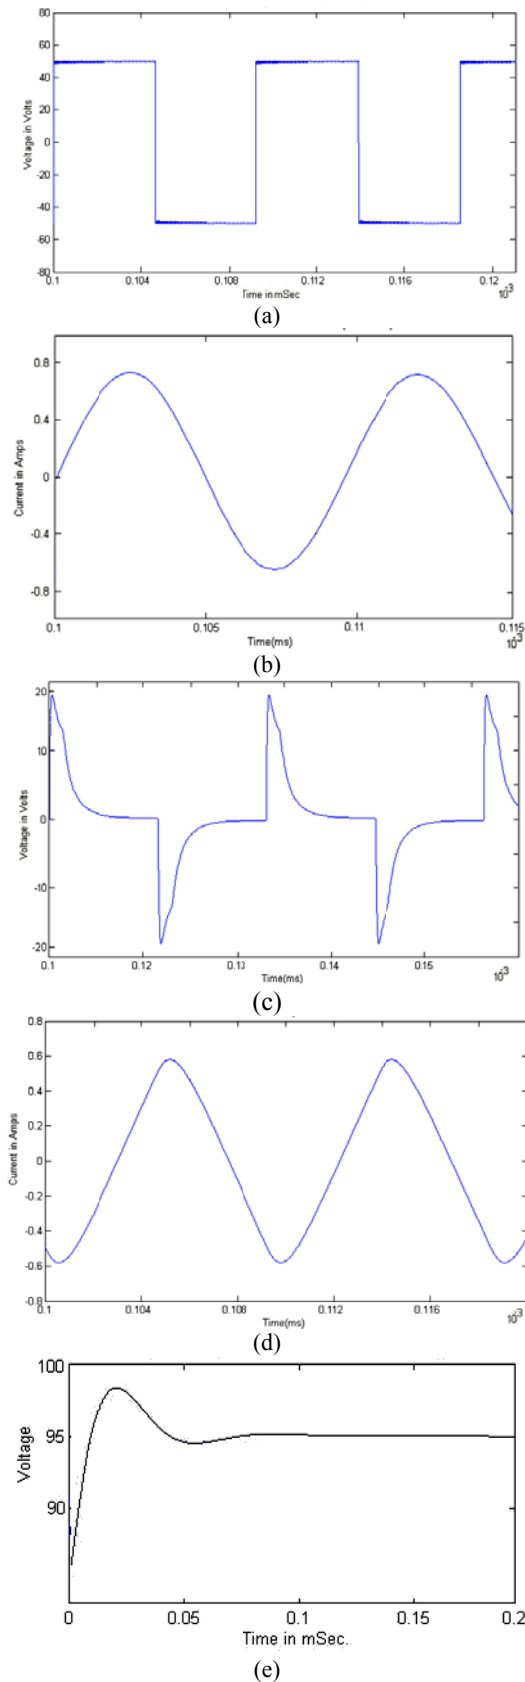 80
60
40
20
0
-20
-40
-60
-80
Voltage in Volts
0.1 0.104 0.108 0.112 0.116 0.12
Time in mSec
10⁻³
(a)
0.8
0.4
0
-0.4
-0.8
Current in Amps
0.1 0.105 0.11 0.115
Time(ms)
10⁻³
(b)
20
10
0
-10
-20
Voltage in Volts
0.1 0.12 0.13 0.14 0.15
Time(ms)
10⁻³
(c)
0.8
0.6
0.4
0.2
0
-0.2
-0.4
-0.6
-0.8
Current in Amps
0.1 0.104 0.108 0.112 0.116
Time(ms)
10⁻³
(d)
100
95
90
Voltage
0 0.05 0.1 0.15 0.2
Time in mSec.
(e)